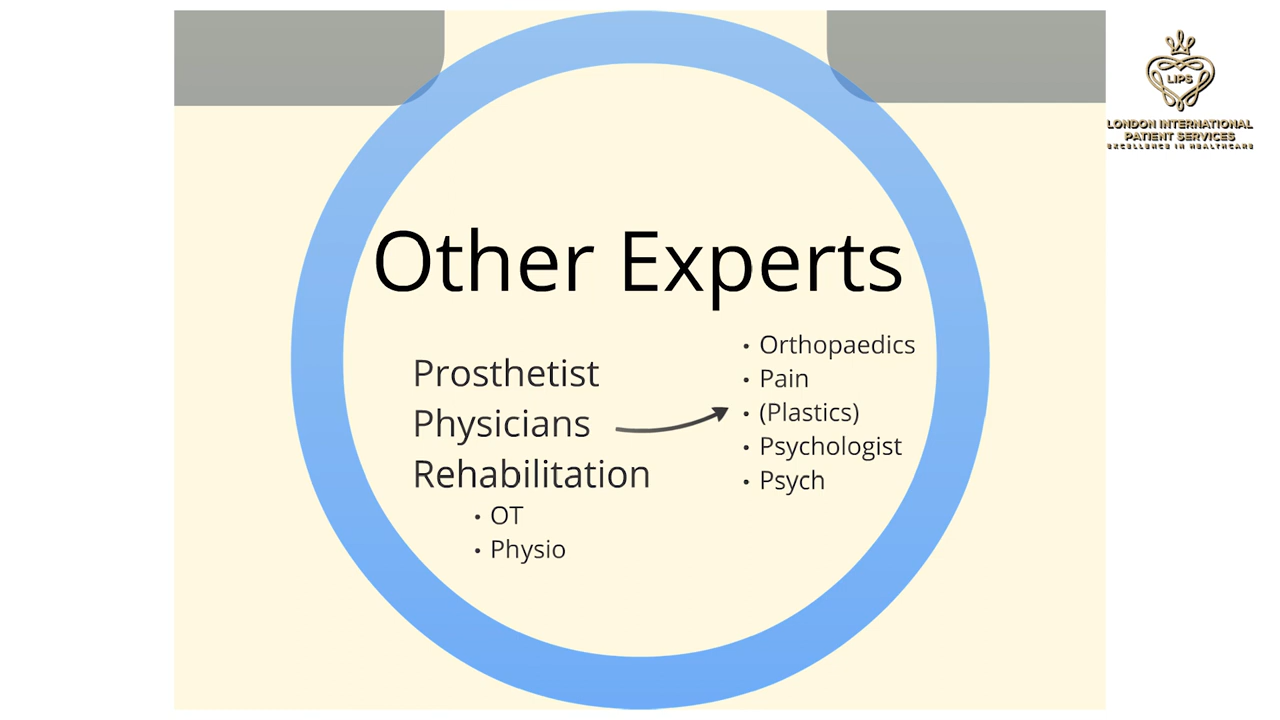 LIPS
LONDON INTERNATIONAL
PATIENT SERVICES
EXCELLENCE IN HEALTHCARE
Other Experts
Prosthetist
Physicians
Rehabilitation
• OT
• Physio
• Orthopaedics
• Pain
• (Plastics)
• Psychologist
• Psych